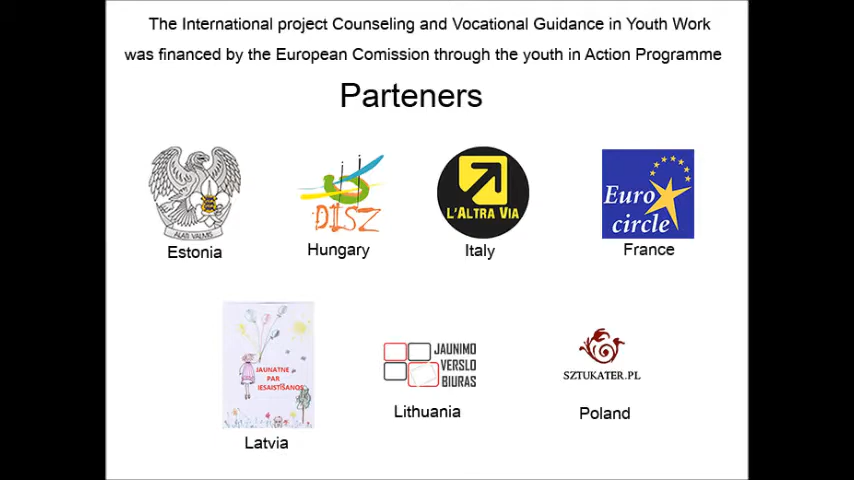 The International project Counseling and Vocational Guidance in Youth Work
was financed by the European Comission through the youth in Action Programme
Parteners
ALATI VALMIS
Estonia
DISZ
Hungary
L'ALTRA VIA
Italy
Euro
circle
France
JAUNATNE
PAR
IESAISTĪŠANOS
Latvia
JAUNIMO
VERSLO
BIURAS
Lithuania
SZTUKATER.PL
Poland